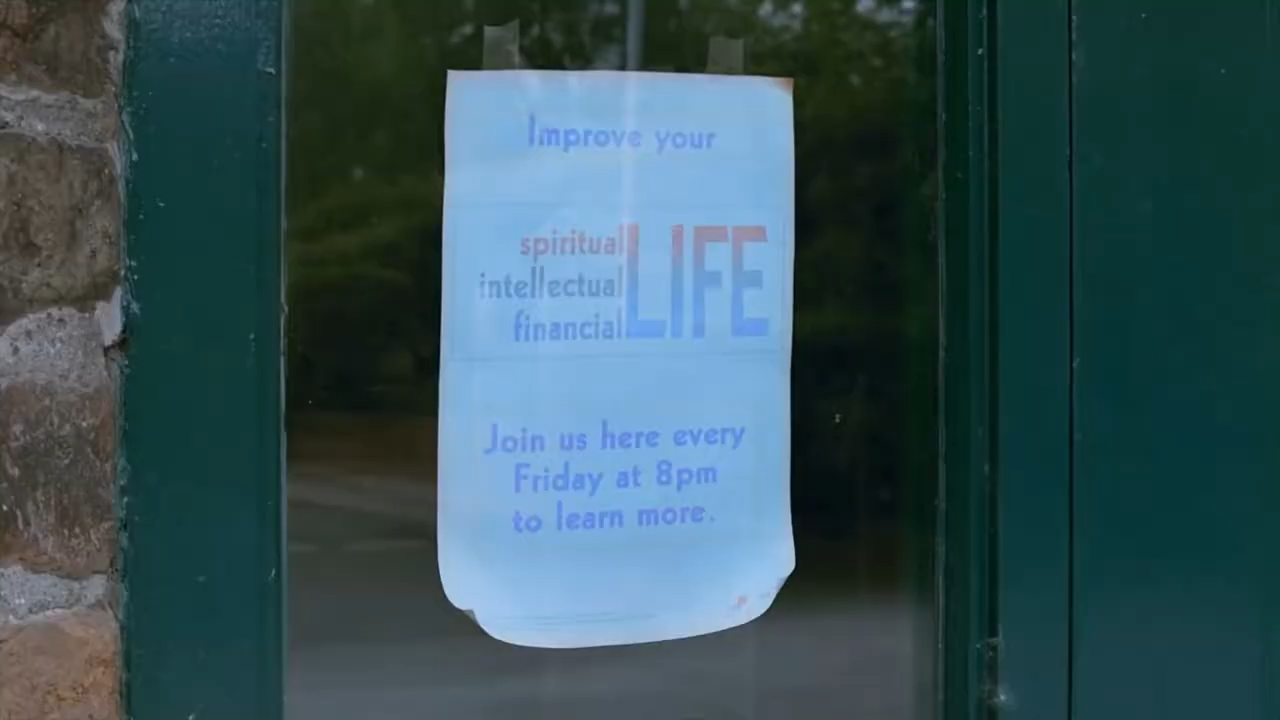 Improve your
spiritual
intellectual
financial
LIFE
Join us here every
Friday at 8pm
to learn more.